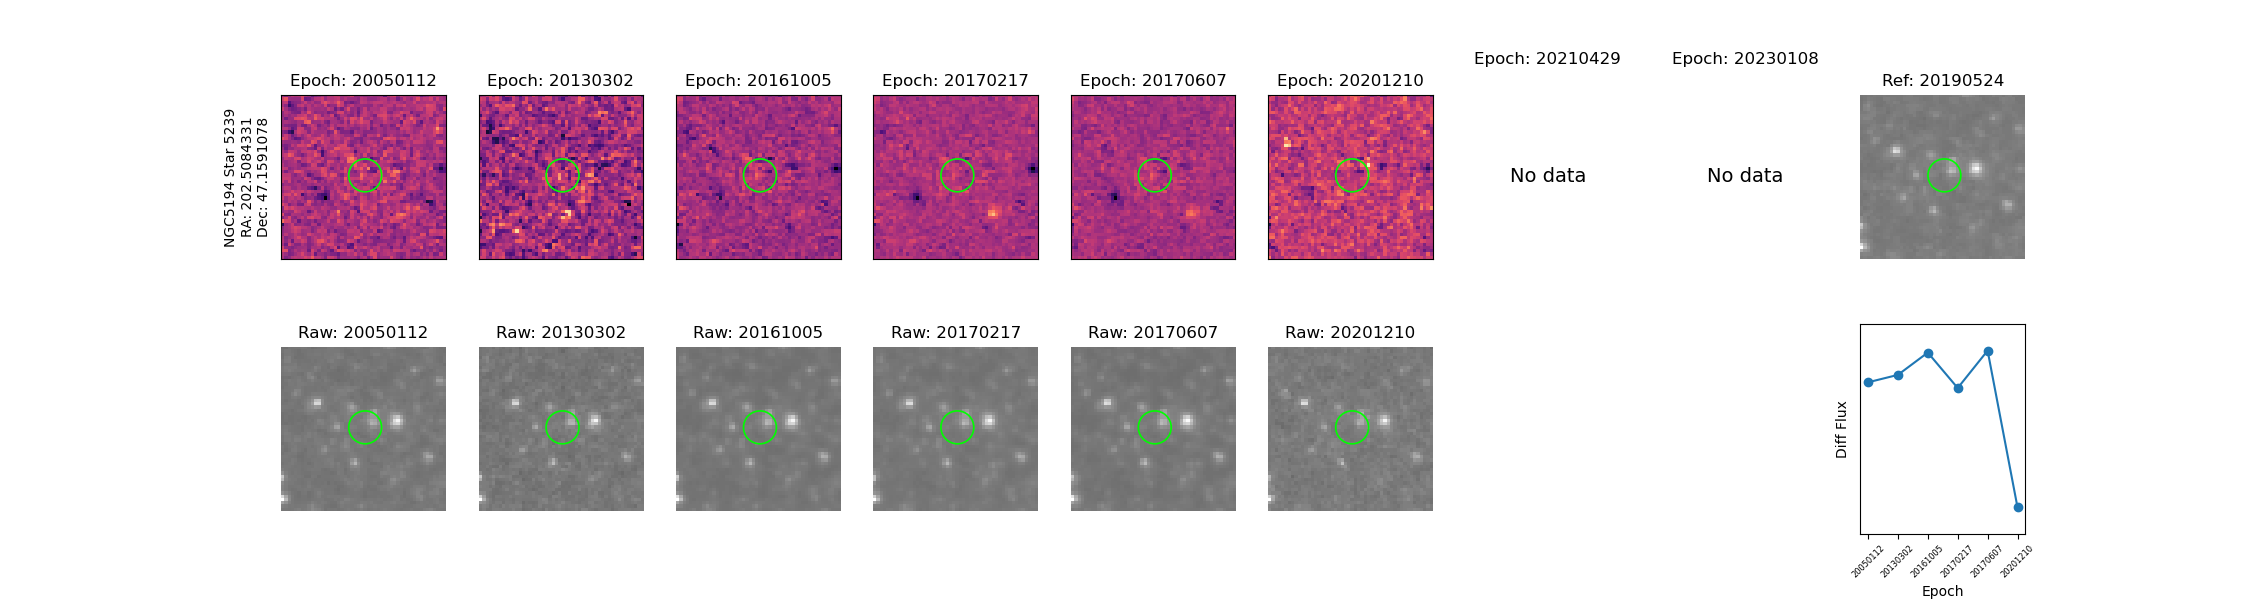 NGC5194 Star 5239
RA: 202.5084331
Dec: 47.1591078
Epoch: 20050112
Epoch: 20130302
Epoch: 20161005
Epoch: 20170217
Epoch: 20170607
Epoch: 20201210
Epoch: 20210429
Epoch: 20230108
Ref: 20190524
No data
No data
Raw: 20050112
Raw: 20130302
Raw: 20161005
Raw: 20170217
Raw: 20170607
Raw: 20201210
Diff Flux
20050112
20130302
20161005
20170217
20170607
20201210
Epoch